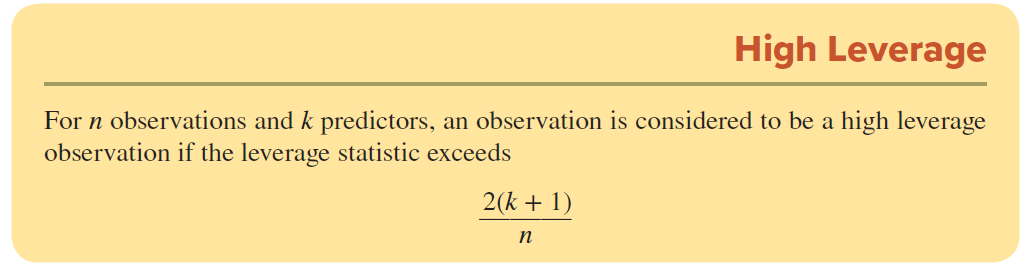 High Leverage
For n observations and k predictors, an observation is considered to be a high leverage
observation if the leverage statistic exceeds
2(k + 1)
n